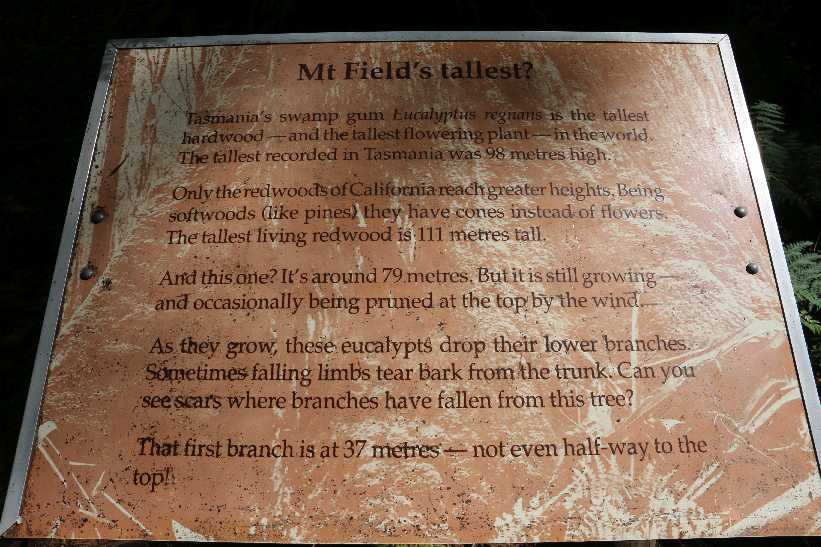 Mt Field's tallest?
Tasmania's swamp gum Eucalyptus regnans is the tallest
hardwood — and the tallest flowering plant — in the world.
The tallest recorded in Tasmania was 98 metres high.
Only the redwoods of California reach greater heights. Being
softwoods (like pines) they have cones instead of flowers.
The tallest living redwood is 111 metres tall.
And this one? It's around 79 metres. But it is still growing —
and occasionally being pruned at the top by the wind.
As they grow, these eucalypts drop their lower branches.
Sometimes falling limbs tear bark from the trunk. Can you
see scars where branches have fallen from this tree?
That first branch is at 37 metres — not even half-way to the
top!